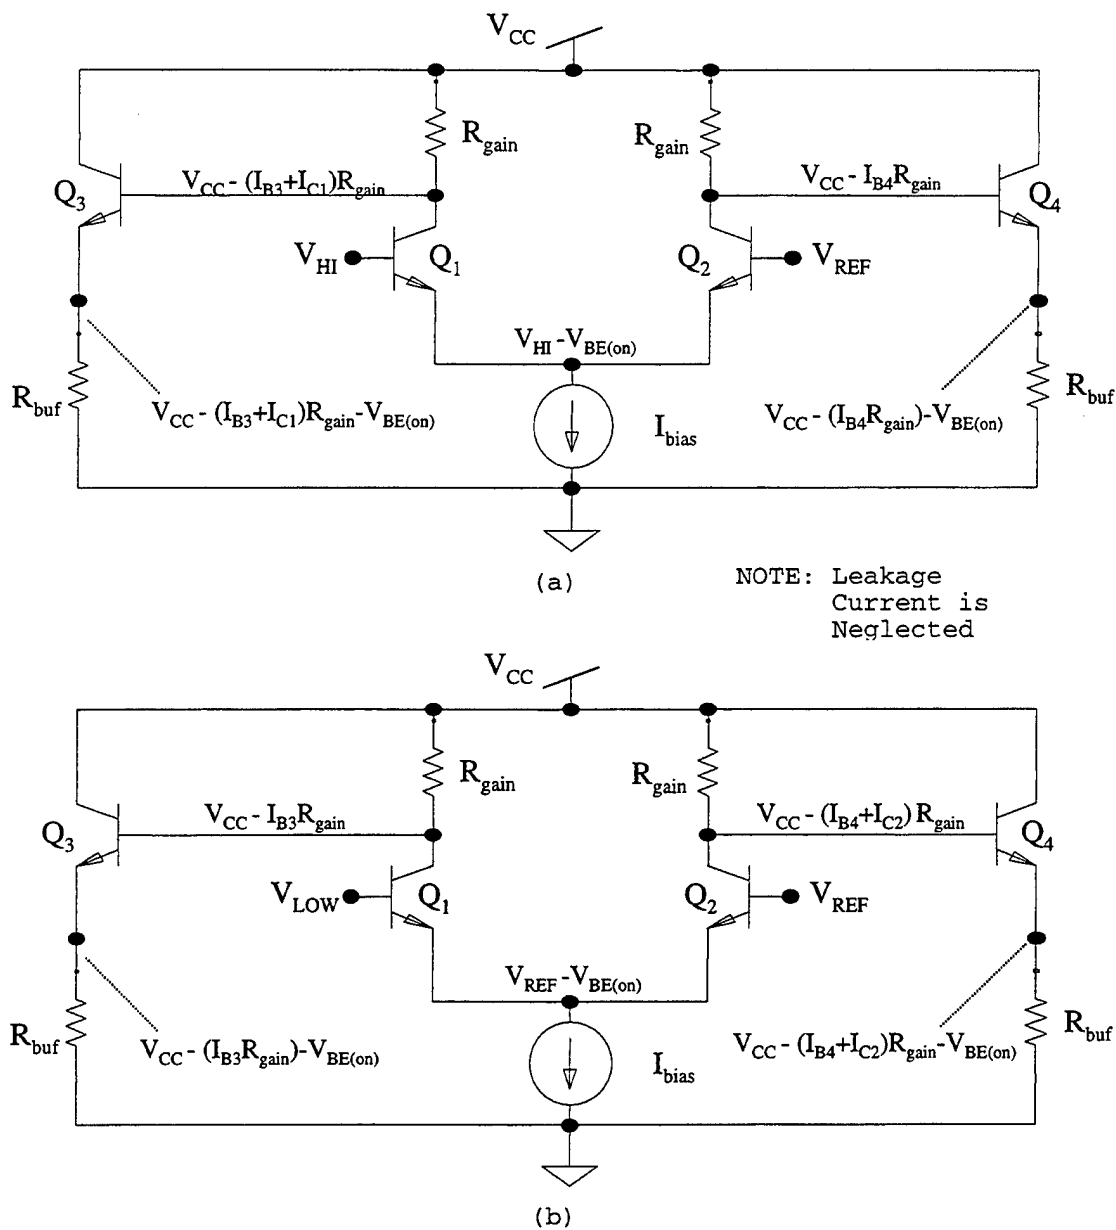 V_CC
R_gain
R_gain
Q_3
V_CC - (I_B3+I_C1)R_gain
V_CC - I_B4R_gain
Q_4
V_HI
Q_1
Q_2
V_REF
V_HI - V_BE(on)
R_buf
V_CC - (I_B3+I_C1)R_gain-V_BE(on)
I_bias
V_CC - (I_B4R_gain)-V_BE(on)
R_buf
(a)
NOTE: Leakage
Current is
Neglected
V_CC
R_gain
R_gain
Q_3
V_CC - I_B3R_gain
V_CC - (I_B4+I_C2) R_gain
Q_4
V_LOW
Q_1
Q_2
V_REF
V_REF - V_BE(on)
R_buf
V_CC - (I_B3R_gain)-V_BE(on)
I_bias
V_CC - (I_B4+I_C2)R_gain-V_BE(on)
R_buf
(b)